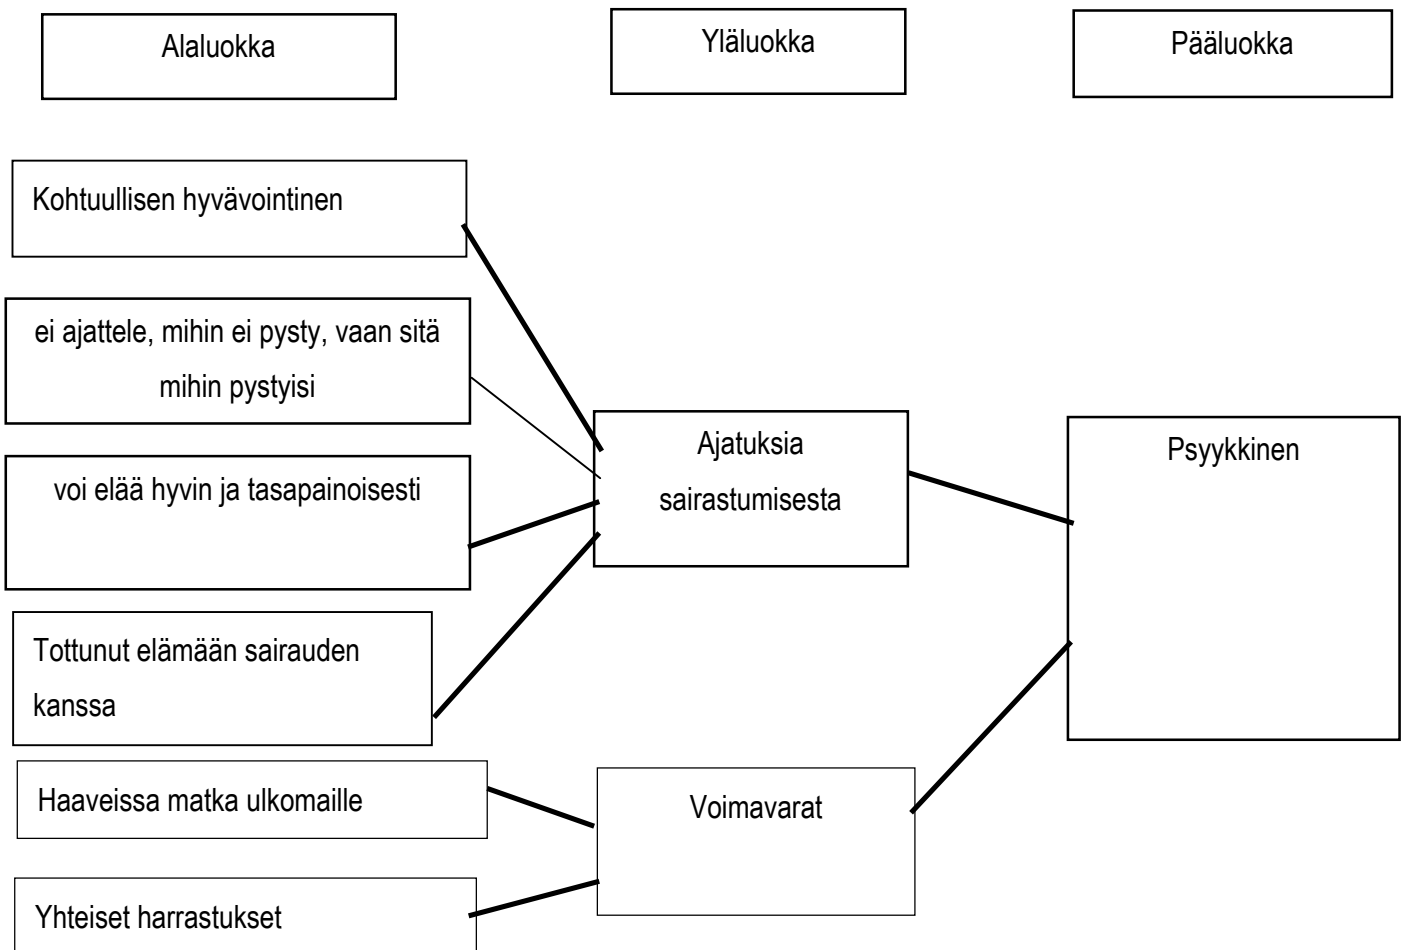 Alaluokka
Yläluokka
Pääluokka
Kohtuullisen hyvävointinen
ei ajattele, mihin ei pysty, vaan sitä
mihin pystyisi
voi elää hyvin ja tasapainoisesti
Tottunut elämään sairauden
kanssa
Haaveissa matka ulkomaille
Yhteiset harrastukset
Ajatuksia
sairastumisesta
Voimavarat
Psyykkinen